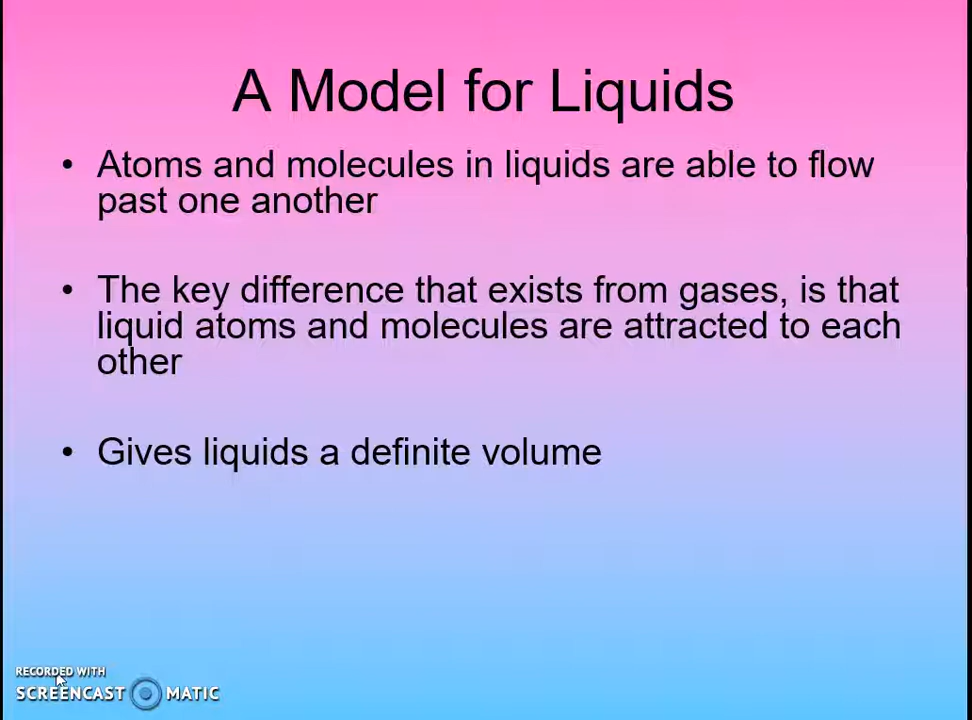 A Model for Liquids
• Atoms and molecules in liquids are able to flow
past one another
• The key difference that exists from gases, is that
liquid atoms and molecules are attracted to each
other
• Gives liquids a definite volume
RECORDED WITH
SCREENCAST MATIC